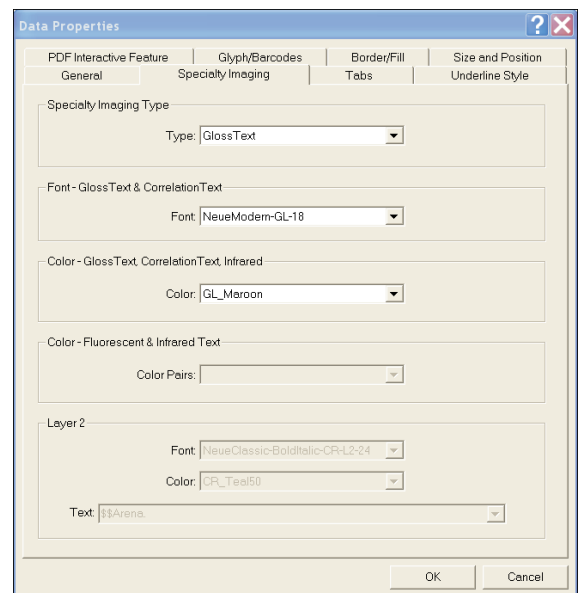 Data Properties
PDF Interactive Feature Glyph/Barcodes Border/Fill Size and Position
General Specialty Imaging Tabs Underline Style
Specialty Imaging Type
Type: GlossText
Font - GlossText & CorrelationText
Font: NeueModern-GL-18
Color - GlossText, CorrelationText, Infrared
Color: GL_Maroon
Color - Fluorescent & Infrared Text
Color Pairs:
Layer 2
Font: NeueClassic-BoldItalic-CR-L2-24
Color: CR_Teal50
Text: $$Arena.
OK Cancel